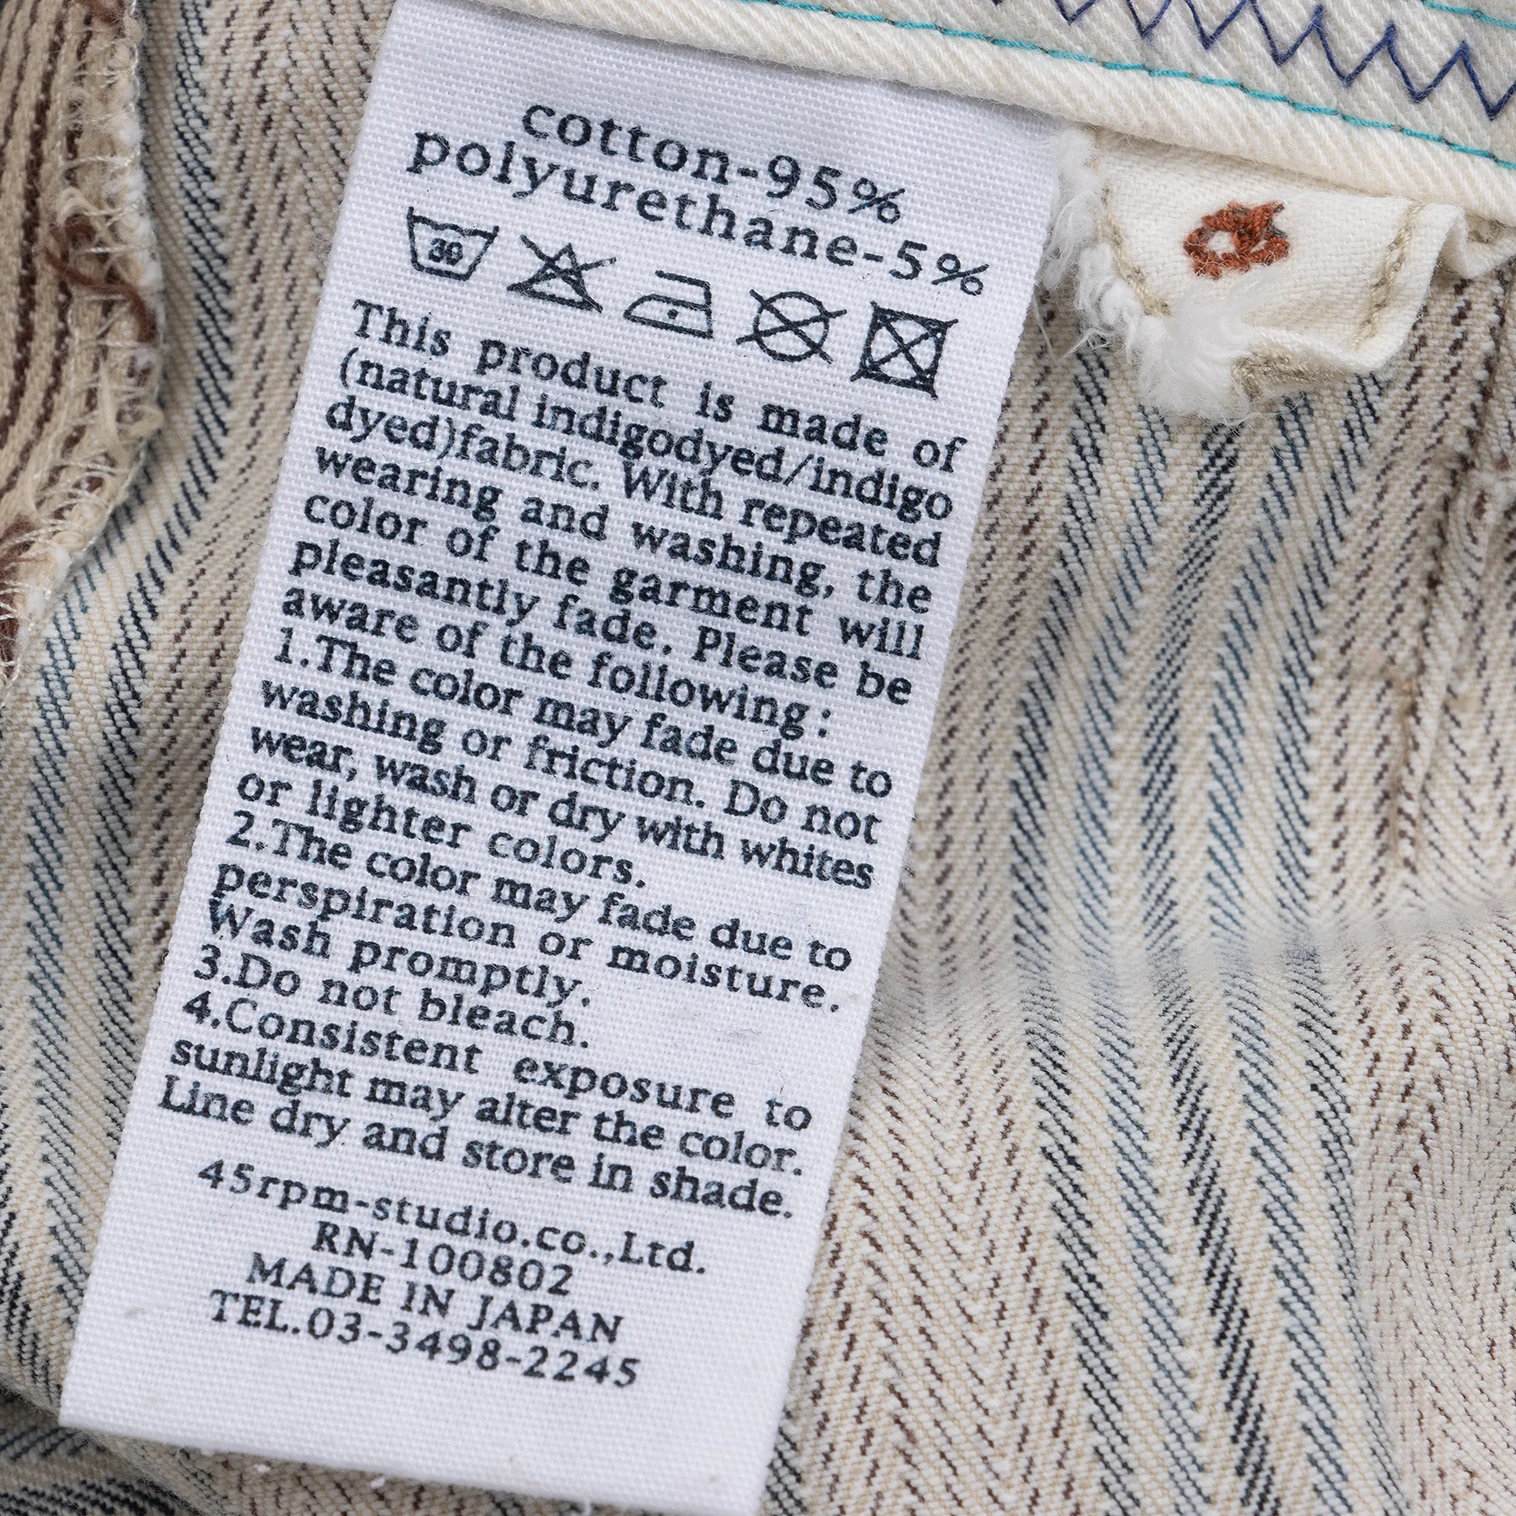 cotton-95%
polyurethane-5%
30
This product is made of
(natural indigodyed/indigo
dyed)fabric. With repeated
wearing and washing, the
color of the garment will
pleasantly fade. Please be
aware of the following:
1.The color may fade due to
washing or friction. Do not
wear, wash or dry with whites
or lighter colors.
2.The color may fade due to
perspiration or moisture.
Wash promptly.
3.Do not bleach.
4.Consistent exposure to
sunlight may alter the color.
Line dry and store in shade.
45rpm-studio.co.,Ltd.
RN-100802
MADE IN JAPAN
TEL.03-3498-2245